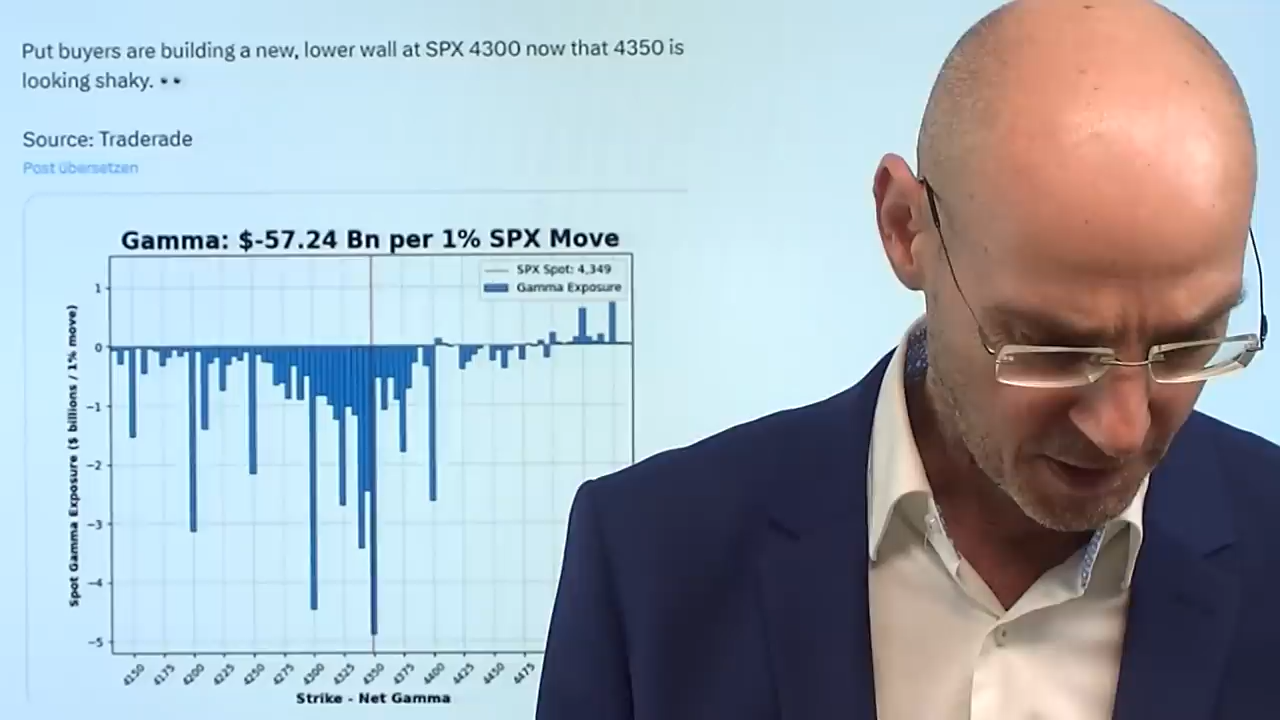 Put buyers are building a new, lower wall at SPX 4300 now that 4350 is
looking shaky.
Source: Traderade
Post übersetzen
Gamma: $-57.24 Bn per 1% SPX Move
SPX Spot: 4,349
Gamma Exposure
Spot Gamma Exposure ($ billions / 1% move)
1
0
−1
−2
−3
−4
−5
4150
4175
4200
4225
4250
4275
4300
4325
4350
4375
4400
4425
4450
4475
Strike - Net Gamma